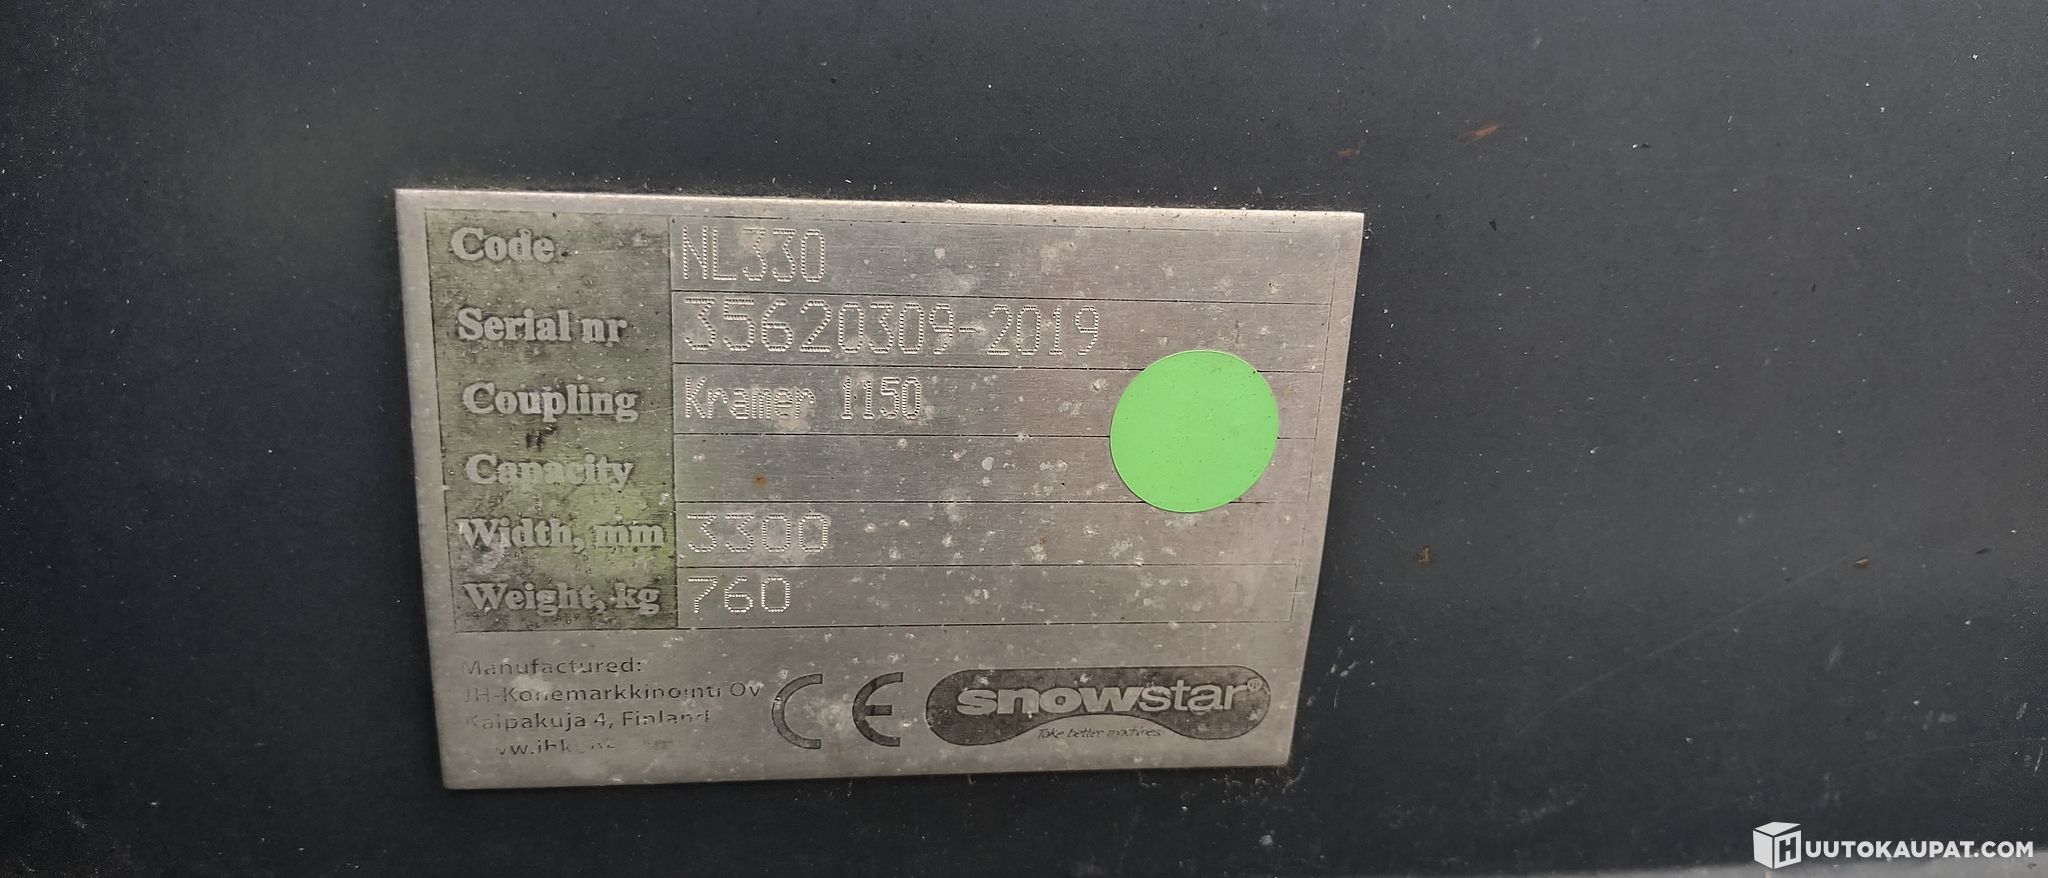 Code NL330
Serial nr 35620309-2019
Coupling Kramer 1150
Capacity
Width, mm 3300
Weight, kg 760
Manufactured:
JH-Konemarkkinointi Oy
Kalpakuja 4, Finland
CE
snowstar®
Take better machines
HUUTOKAUPAT.COM